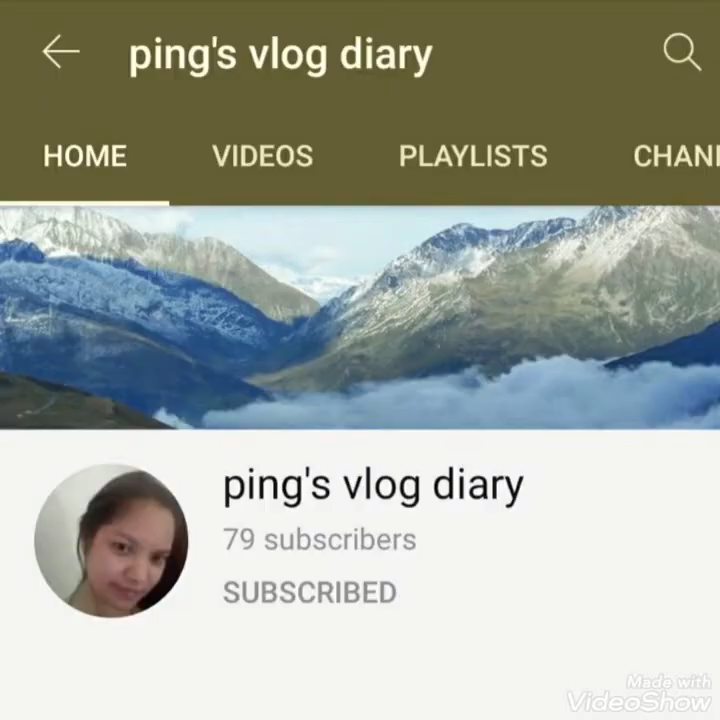 ping's vlog diary
HOME VIDEOS PLAYLISTS CHAN
ping's vlog diary
79 subscribers
SUBSCRIBED
Made with
VideoShow